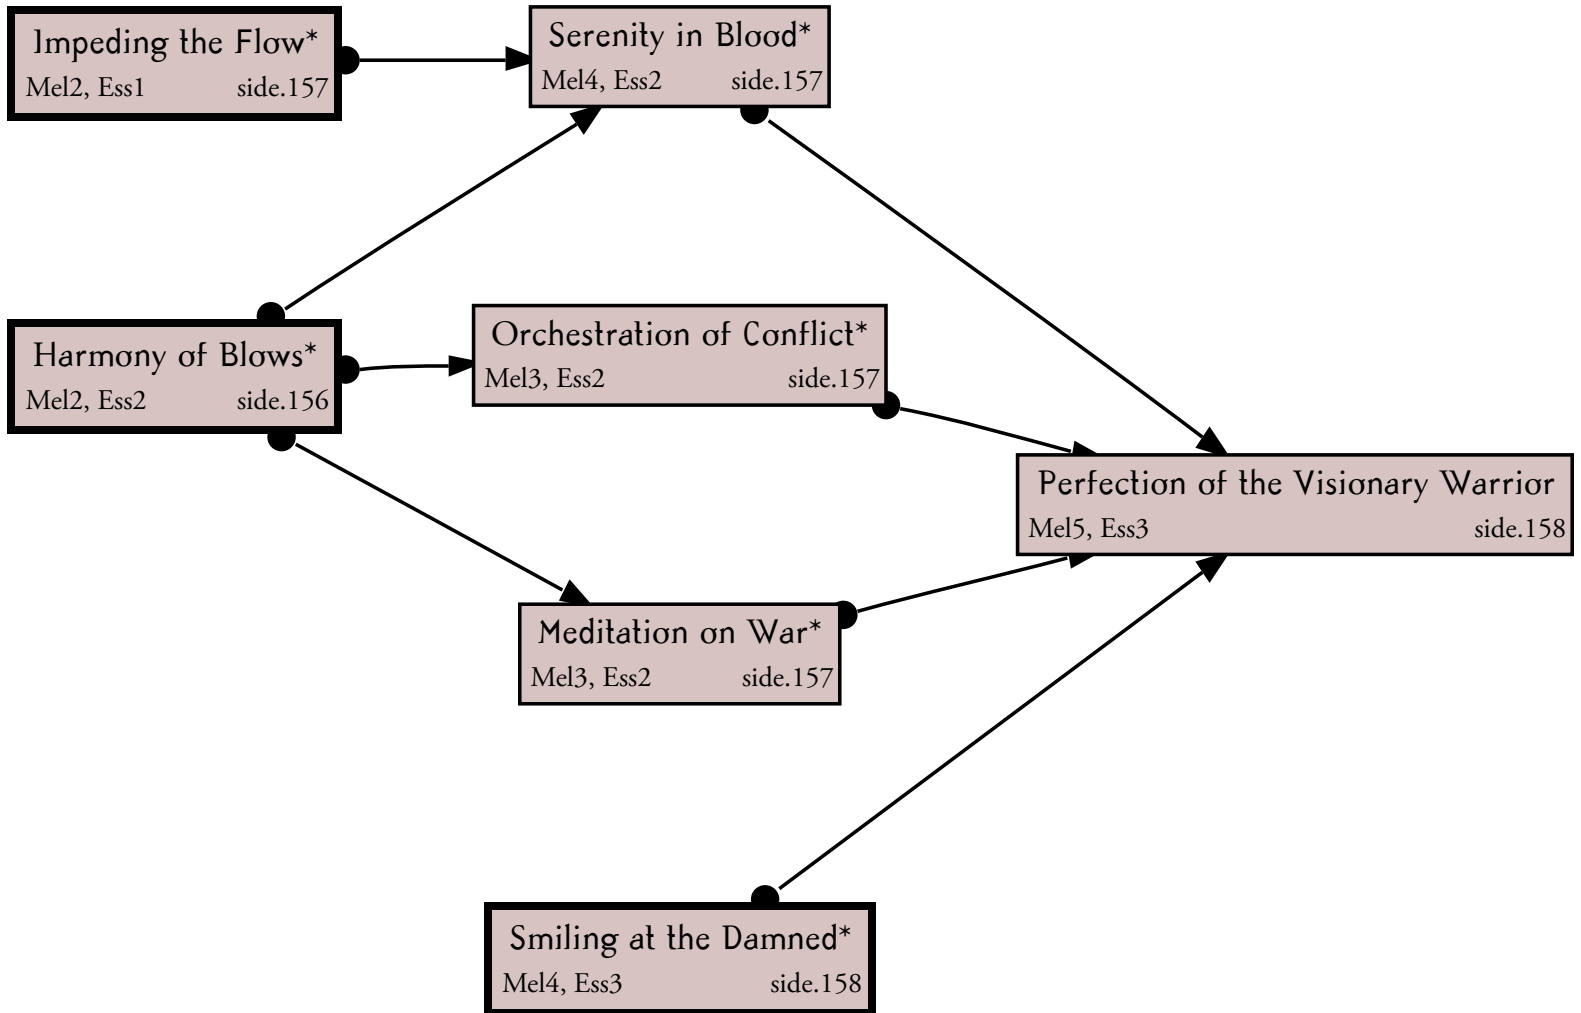 Impeding the Flow*
Mel2, Ess1 side.157
Serenity in Blood*
Mel4, Ess2 side.157
Harmony of Blows*
Mel2, Ess2 side.156
Orchestration of Conflict*
Mel3, Ess2 side.157
Perfection of the Visionary Warrior
Mel5, Ess3 side.158
Meditation on War*
Mel3, Ess2 side.157
Smiling at the Damned*
Mel4, Ess3 side.158